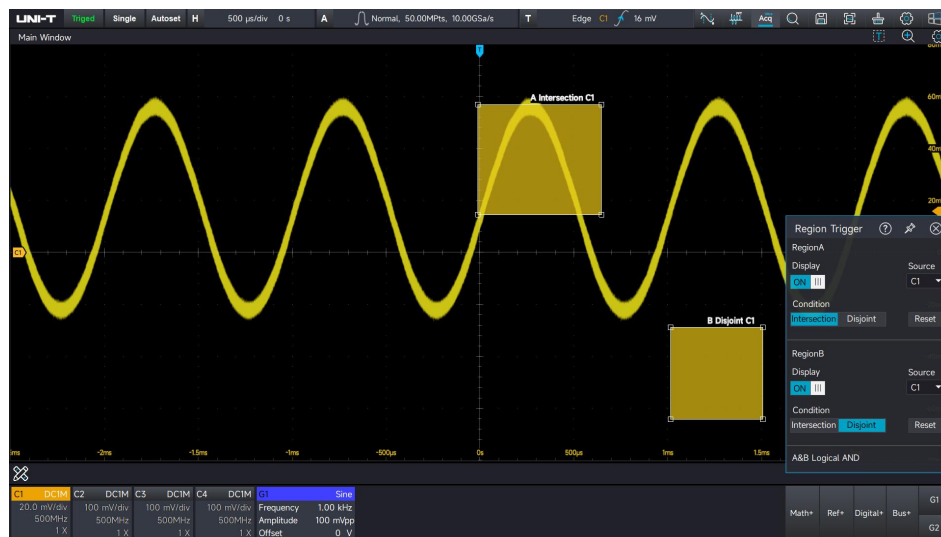 UNI-T Triged Single Autoset H 500 μs/div 0 s A Normal, 50.00MPts, 10.00GSa/s T Edge C1 16 mV Acq
Main Window
T
A Intersection C1
60m
40m
20m
C1
B Disjoint C1
Region Trigger
RegionA
Display Source
ON C1
Condition
Intersection Disjoint Reset
RegionB
Display Source
ON C1
Condition
Intersection Disjoint Reset
A&B Logical AND
-2ms -1.5ms -1ms -500μs 0s 500μs 1ms 1.5ms
C1 DC1M C2 DC1M C3 DC1M C4 DC1M G1 Sine
20.0 mV/div 100 mV/div 100 mV/div 100 mV/div Frequency 1.00 kHz
500MHz 500MHz 500MHz 500MHz Amplitude 100 mVpp
1 X 1 X 1 X 1 X Offset 0 V
Math+ Ref+ Digital+ Bus+ G1
G2